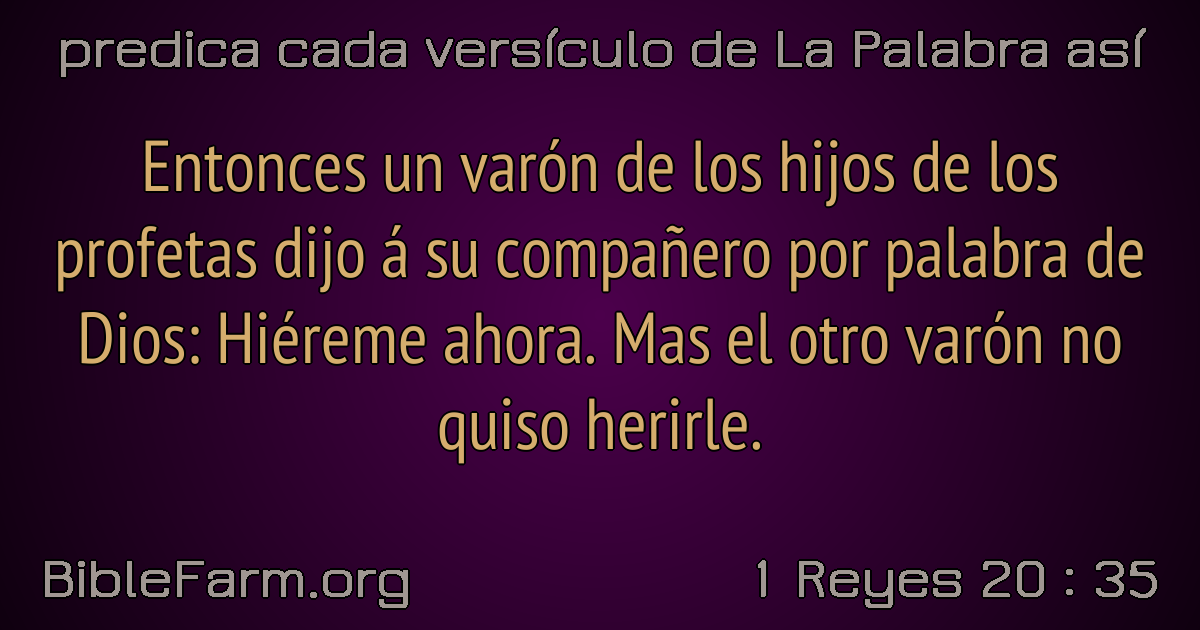 predica cada versículo de La Palabra así
Entonces un varón de los hijos de los
profetas dijo á su compañero por palabra de
Dios: Hiéreme ahora. Mas el otro varón no
quiso herirle.
BibleFarm.org
1 Reyes 20 : 35